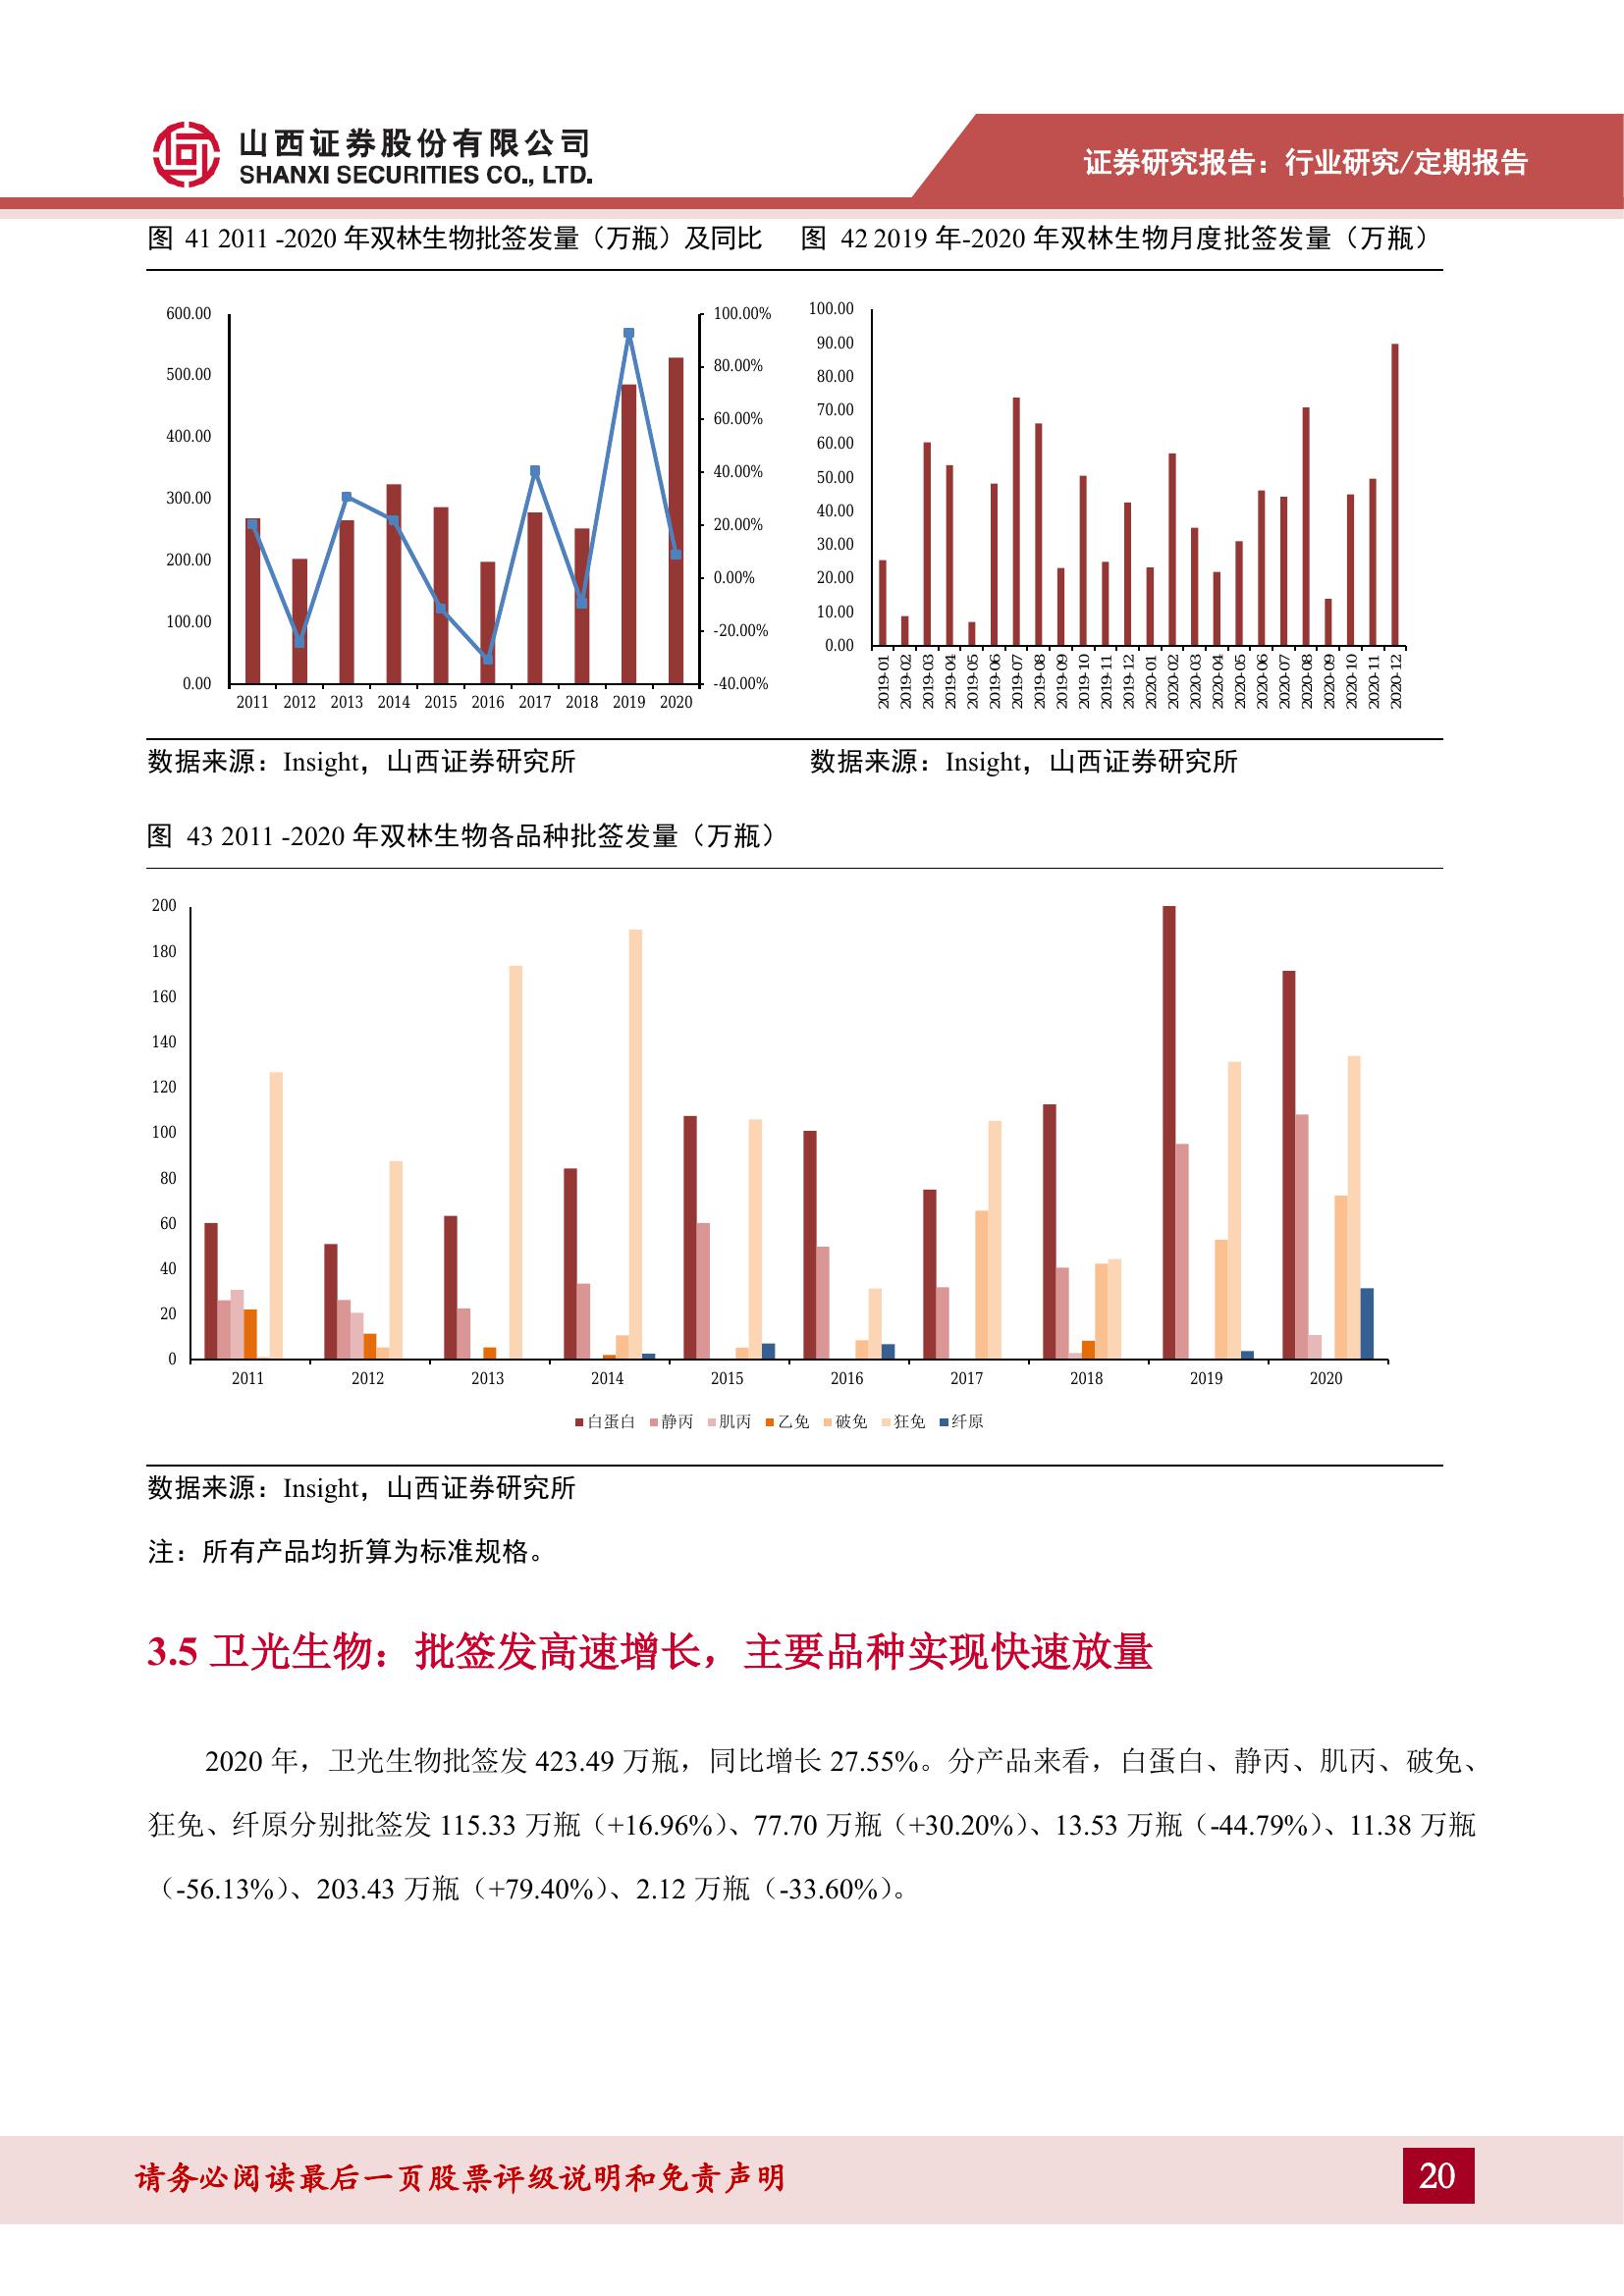 山西证券股份有限公司
SHANXI SECURITIES CO., LTD.
证券研究报告：行业研究/定期报告
图 41 2011 -2020 年双林生物批签发量（万瓶）及同比
600.00
500.00
400.00
300.00
200.00
100.00
0.00
100.00%
80.00%
60.00%
40.00%
20.00%
0.00%
-20.00%
-40.00%
2011 2012 2013 2014 2015 2016 2017 2018 2019 2020
数据来源：Insight，山西证券研究所
图 42 2019 年-2020 年双林生物月度批签发量（万瓶）
100.00
90.00
80.00
70.00
60.00
50.00
40.00
30.00
20.00
10.00
0.00
2019-01 2019-02 2019-03 2019-04 2019-05 2019-06 2019-07 2019-08 2019-09 2019-10 2019-11 2019-12 2020-01 2020-02 2020-03 2020-04 2020-05 2020-06 2020-07 2020-08 2020-09 2020-10 2020-11 2020-12
数据来源：Insight，山西证券研究所
图 43 2011 -2020 年双林生物各品种批签发量（万瓶）
200
180
160
140
120
100
80
60
40
20
0
2011 2012 2013 2014 2015 2016 2017 2018 2019 2020
白蛋白 静丙 肌丙 乙免 破免 狂免 纤原
数据来源：Insight，山西证券研究所
注：所有产品均折算为标准规格。
3.5 卫光生物：批签发高速增长，主要品种实现快速放量
2020 年，卫光生物批签发 423.49 万瓶，同比增长 27.55%。分产品来看，白蛋白、静丙、肌丙、破免、
狂免、纤原分别批签发 115.33 万瓶（+16.96%）、77.70 万瓶（+30.20%）、13.53 万瓶（-44.79%）、11.38 万瓶
（-56.13%）、203.43 万瓶（+79.40%）、2.12 万瓶（-33.60%）。
请务必阅读最后一页股票评级说明和免责声明
20